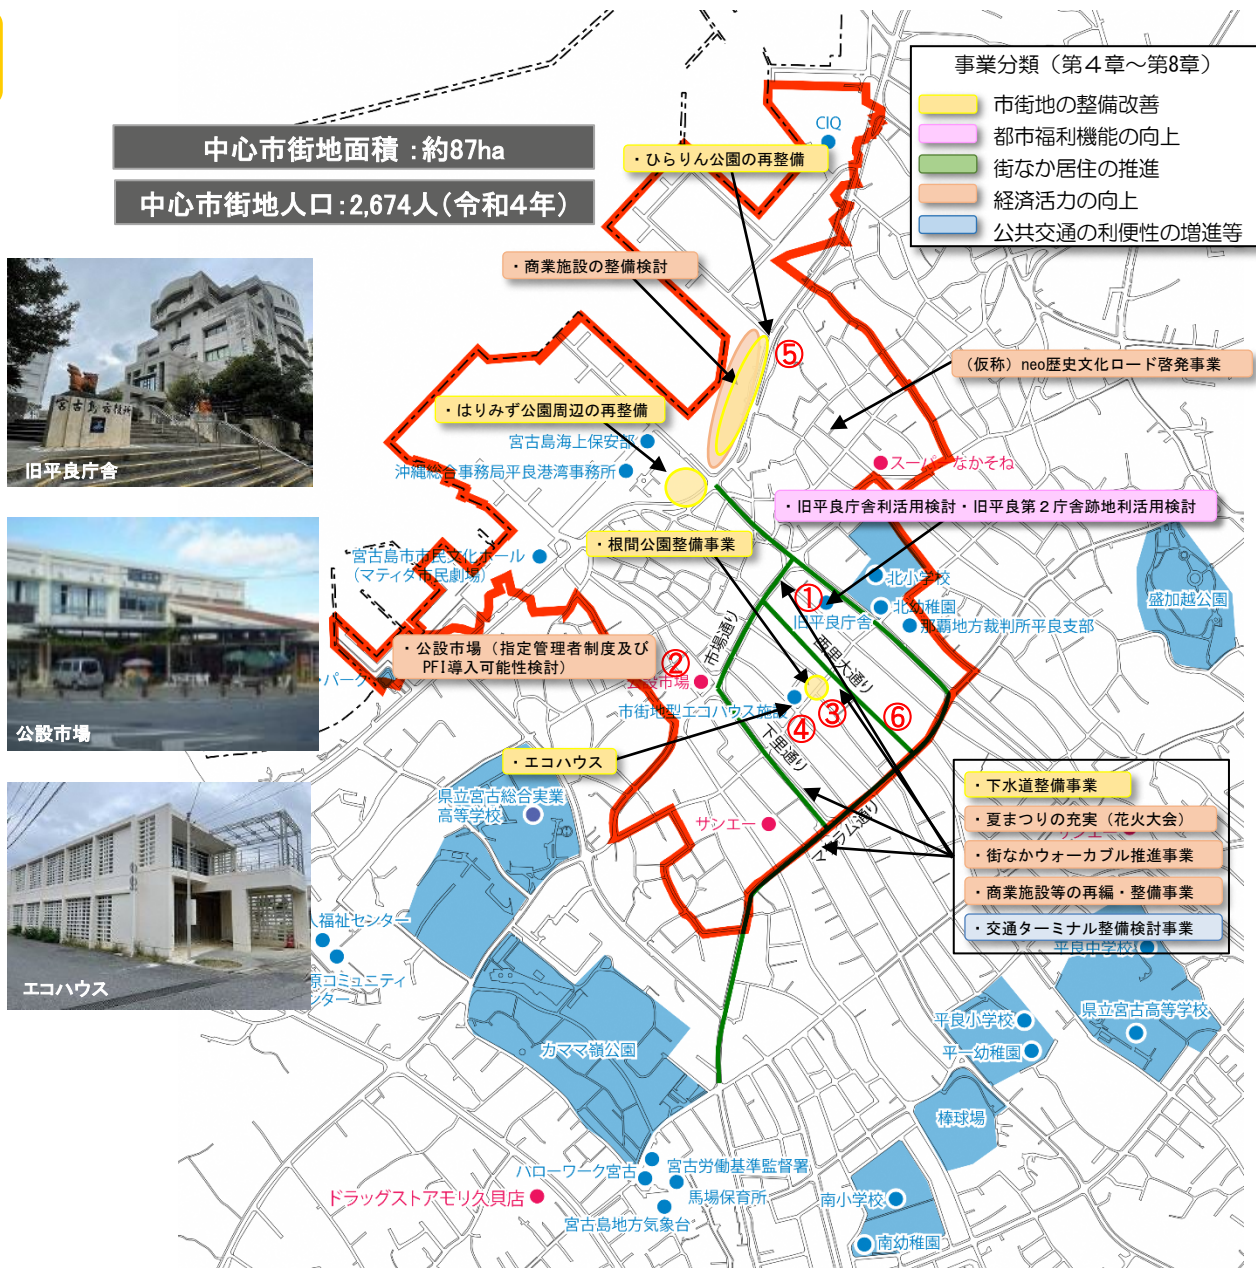 事業分類（第４章～第8章）
市街地の整備改善
都市福利機能の向上
街なか居住の推進
経済活力の向上
公共交通の利便性の増進等
中心市街地面積：約87ha
中心市街地人口：2,674人（令和４年）
CIQ
・ひらりん公園の再整備
・商業施設の整備検討
⑤
（仮称）neo歴史文化ロード啓発事業
・はりみず公園周辺の再整備
宮古島海上保安部
沖縄総合事務局平良港湾事務所
スーパーなかそね
宮古島市役所
旧平良庁舎
・旧平良庁舎利活用検討・旧平良第２庁舎跡地利活用検討
・根間公園整備事業
宮古島市市民文化ホール
（マティダ市民劇場）
北小学校
①
旧平良庁舎
北幼稚園
那覇地方裁判所平良支部
盛加越公園
市場通り
西里大通り
・公設市場（指定管理者制度及び
PFI導入可能性検討）
②
公設市場
パーク
市街地型エコハウス施設
④
③
⑥
下里通り
公設市場
・エコハウス
県立宮古総合実業
高等学校
サンエー
マクラム通り
・下水道整備事業
・夏まつりの充実（花火大会）
・街なかウォーカブル推進事業
・商業施設等の再編・整備事業
・交通ターミナル整備検討事業
エコハウス
人福祉センター
原コミュニティ
ンター
平良中学校
県立宮古高等学校
平良小学校
平一幼稚園
カママ嶺公園
棒球場
ハローワーク宮古
宮古労働基準監督署
馬場保育所
宮古島地方気象台
ドラッグストアモリ久貝店
南小学校
南幼稚園